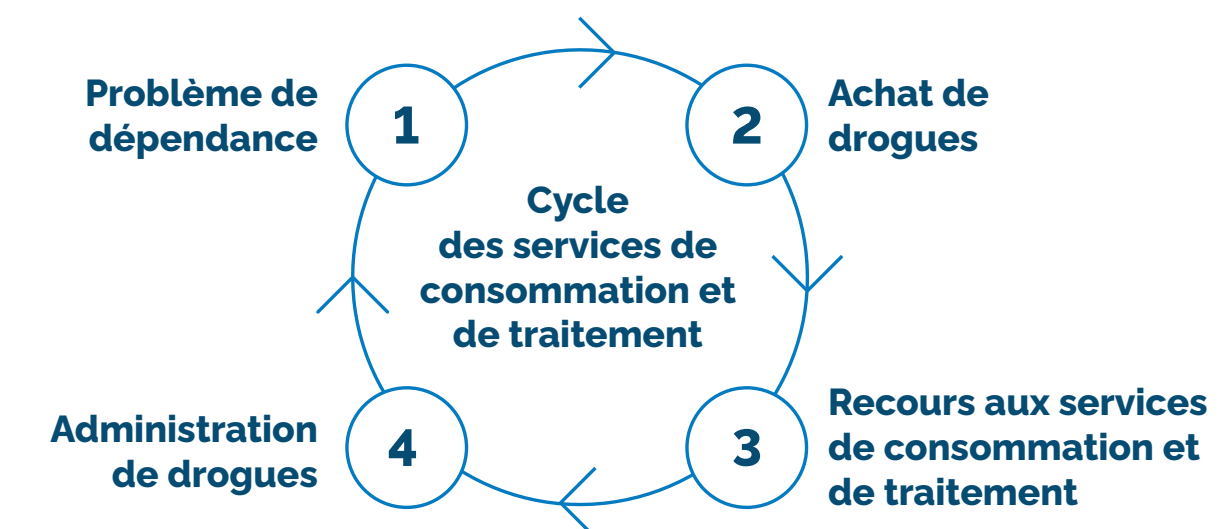 Problème de
dépendance
1
2
Achat de
drogues
Cycle
des services de
consommation et
de traitement
Administration
de drogues
4
3
Recours aux services
de consommation et
de traitement